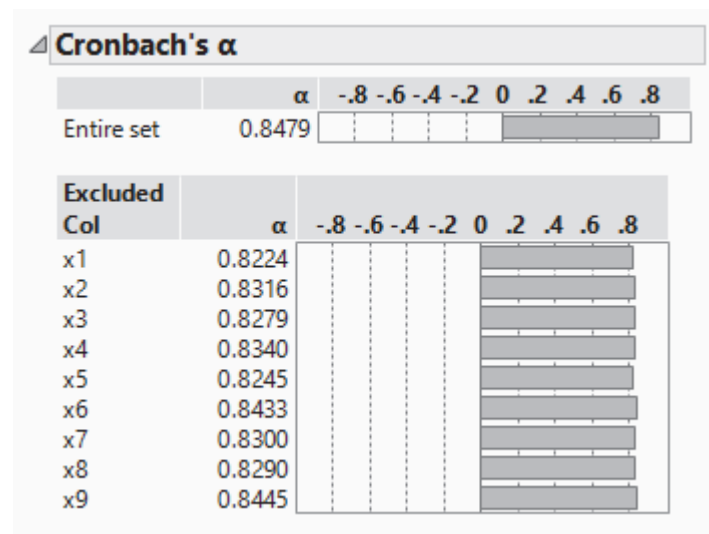 Cronbach's α
α -.8 -.6 -.4 -.2 0 .2 .4 .6 .8
Entire set 0.8479
Excluded
Col α -.8 -.6 -.4 -.2 0 .2 .4 .6 .8
x1 0.8224
x2 0.8316
x3 0.8279
x4 0.8340
x5 0.8245
x6 0.8433
x7 0.8300
x8 0.8290
x9 0.8445